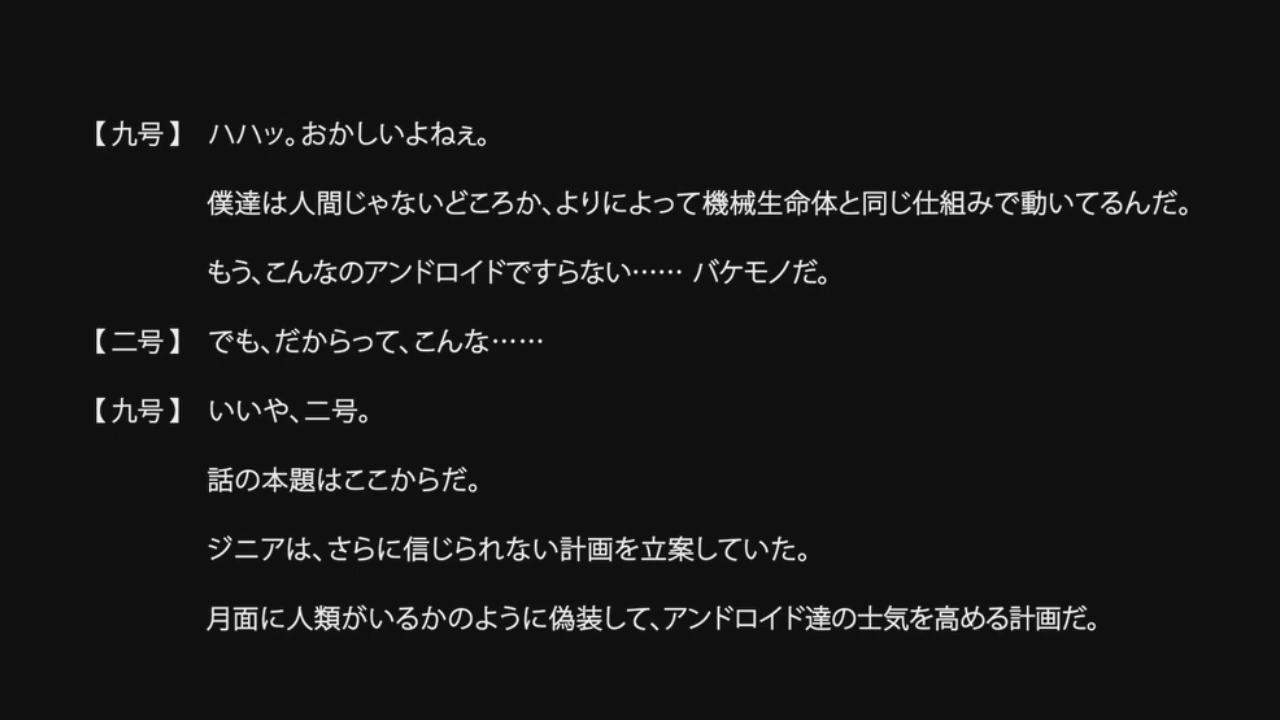 【九号】 ハハッ。おかしいよねぇ。
僕達は人間じゃないどころか、よりによって機械生命体と同じ仕組みで動いてるんだ。
もう、こんなのアンドロイドですらない…… バケモノだ。
【二号】 でも、だからって、こんな……
【九号】 いいや、二号。
話の本題はここからだ。
ジニアは、さらに信じられない計画を立案していた。
月面に人類がいるかのように偽装して、アンドロイド達の士気を高める計画だ。